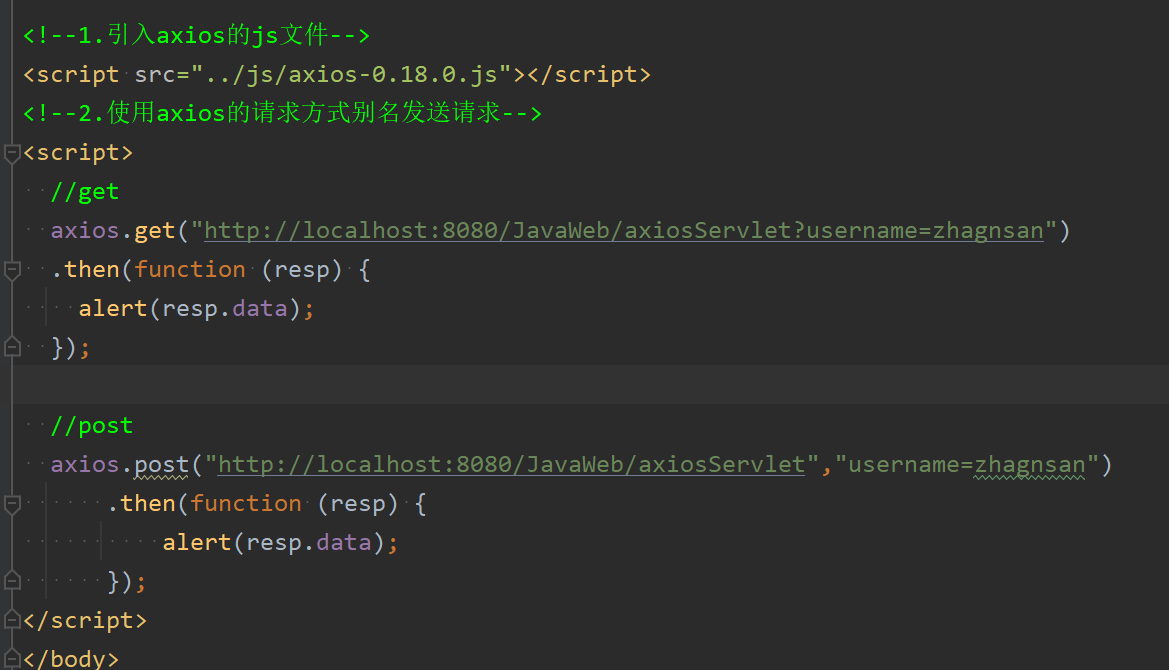 <!--1.引入axios的js文件-->
<script src="../js/axios-0.18.0.js"></script>
<!--2.使用axios的请求方式别名发送请求-->
<script>
//get
axios.get("http://localhost:8080/JavaWeb/axiosServlet?username=zhagnsan")
.then(function (resp) {
alert(resp.data);
});
//post
axios.post("http://localhost:8080/JavaWeb/axiosServlet","username=zhagnsan")
.then(function (resp) {
alert(resp.data);
});
</script>
</body>